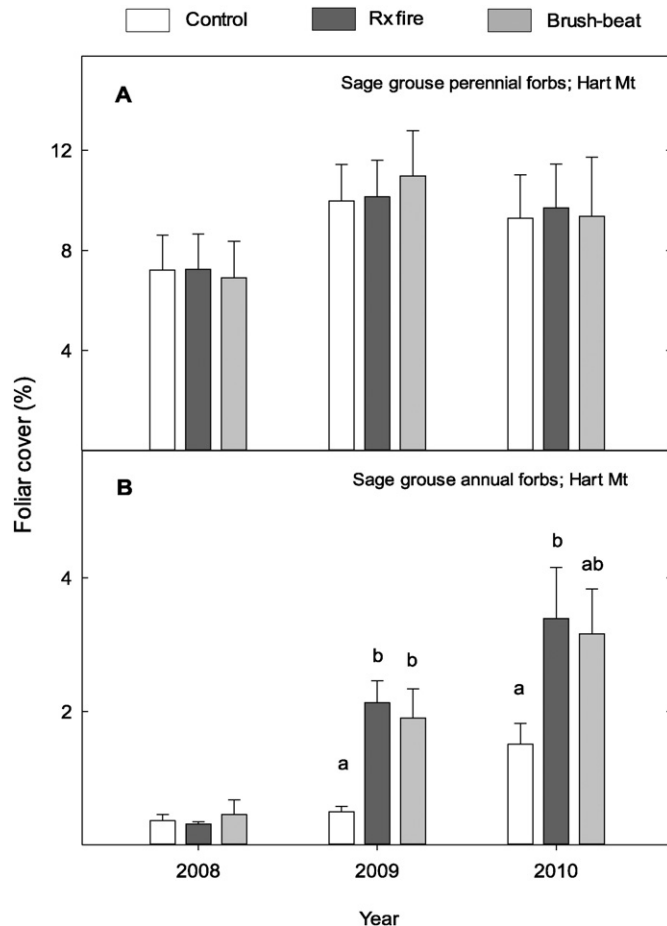 Control Rx fire Brush-beat
A
Sage grouse perennial forbs; Hart Mt
12
8
4
Foliar cover (%)
B
Sage grouse annual forbs; Hart Mt
4
2
a
b
b
a
b
ab
2008 2009 2010
Year